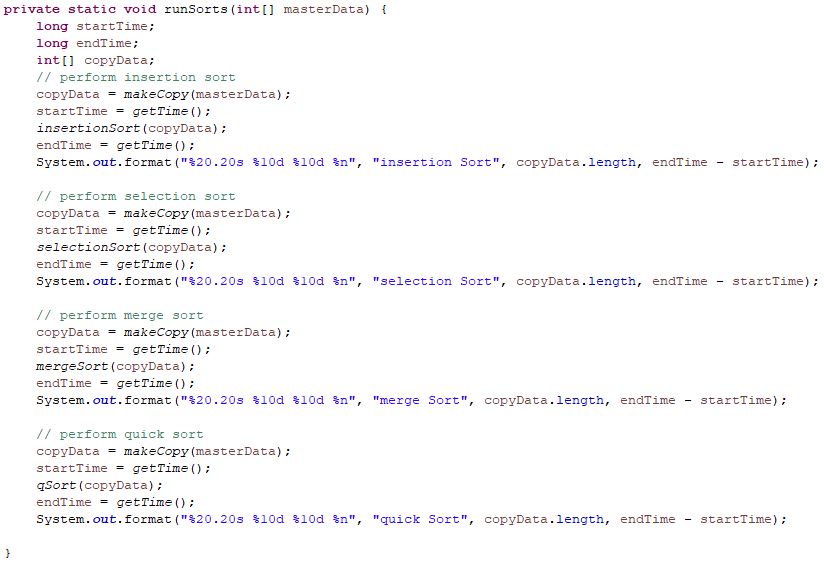 private static void runSorts(int[] masterData) {
    long startTime;
    long endTime;
    int[] copyData;
    // perform insertion sort
    copyData = makeCopy(masterData);
    startTime = getTime();
    insertionSort(copyData);
    endTime = getTime();
    System.out.format("%20.20s %10d %10d %n", "insertion Sort", copyData.length, endTime - startTime);

    // perform selection sort
    copyData = makeCopy(masterData);
    startTime = getTime();
    selectionSort(copyData);
    endTime = getTime();
    System.out.format("%20.20s %10d %10d %n", "selection Sort", copyData.length, endTime - startTime);

    // perform merge sort
    copyData = makeCopy(masterData);
    startTime = getTime();
    mergeSort(copyData);
    endTime = getTime();
    System.out.format("%20.20s %10d %10d %n", "merge Sort", copyData.length, endTime - startTime);

    // perform quick sort
    copyData = makeCopy(masterData);
    startTime = getTime();
    qSort(copyData);
    endTime = getTime();
    System.out.format("%20.20s %10d %10d %n", "quick Sort", copyData.length, endTime - startTime);

}